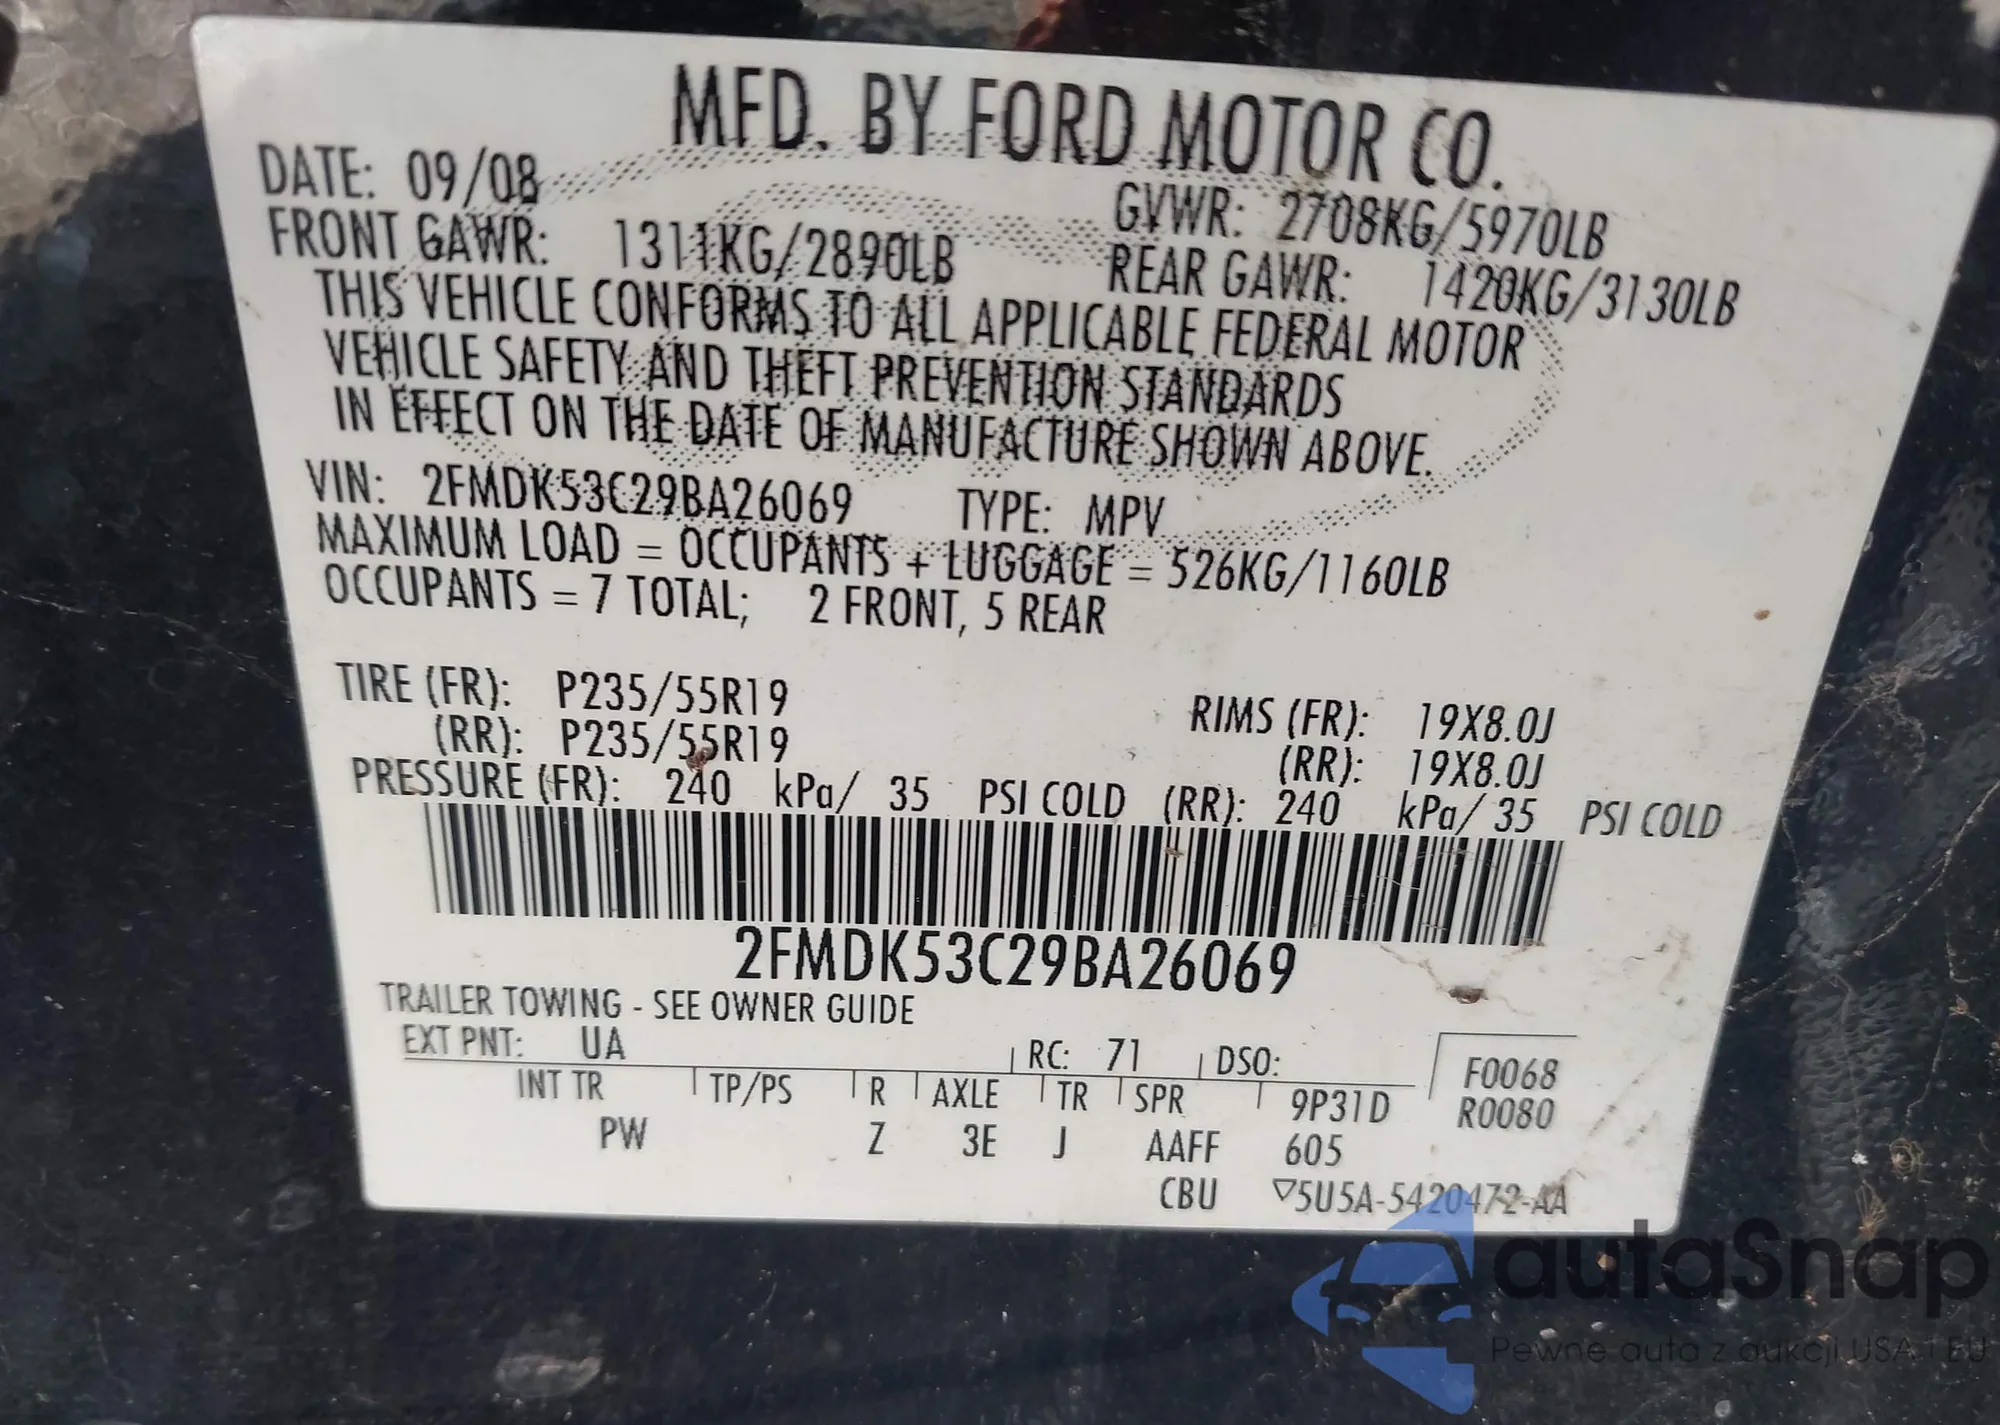 MFD. BY FORD MOTOR CO.
DATE: 09/08 GVWR: 2708KG/5970LB
FRONT GAWR: 1311KG/2890LB REAR GAWR: 1420KG/3130LB
THIS VEHICLE CONFORMS TO ALL APPLICABLE FEDERAL MOTOR
VEHICLE SAFETY AND THEFT PREVENTION STANDARDS
IN EFFECT ON THE DATE OF MANUFACTURE SHOWN ABOVE.
VIN: 2FMDK53C29BA26069 TYPE: MPV
MAXIMUM LOAD = OCCUPANTS + LUGGAGE = 526KG/1160LB
OCCUPANTS = 7 TOTAL; 2 FRONT, 5 REAR
TIRE (FR): P235/55R19 RIMS (FR): 19X8.0J
(RR): P235/55R19 (RR): 19X8.0J
PRESSURE (FR): 240 kPa/ 35 PSI COLD (RR): 240 kPa/ 35 PSI COLD
2FMDK53C29BA26069
TRAILER TOWING - SEE OWNER GUIDE
EXT PNT: UA RC: 71 DSO: F0068
INT TR TP/PS R AXLE TR SPR 9P31D R0080
PW Z 3E J AAFF 605
CBU ▽5U5A-5420472-AA
autaSnap
Pewne auta z aukcji USA i EU